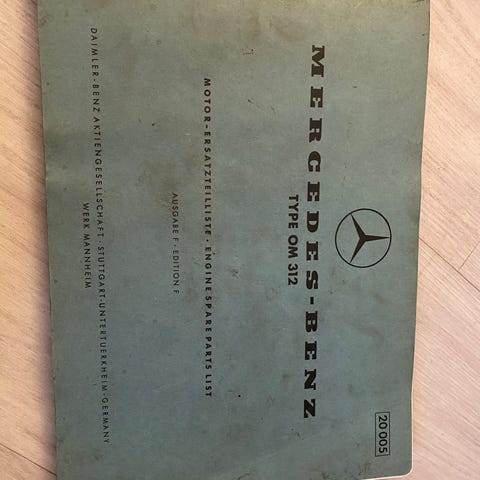 20 005
MERCEDES-BENZ
TYPE OM 312
MOTOR-ERSATZTEILLISTE · ENGINE SPARE PARTS LIST
AUSGABE F · EDITION F
DAIMLER-BENZ AKTIENGESELLSCHAFT · STUTTGART-UNTERTUERKHEIM · GERMANY
WERK MANNHEIM